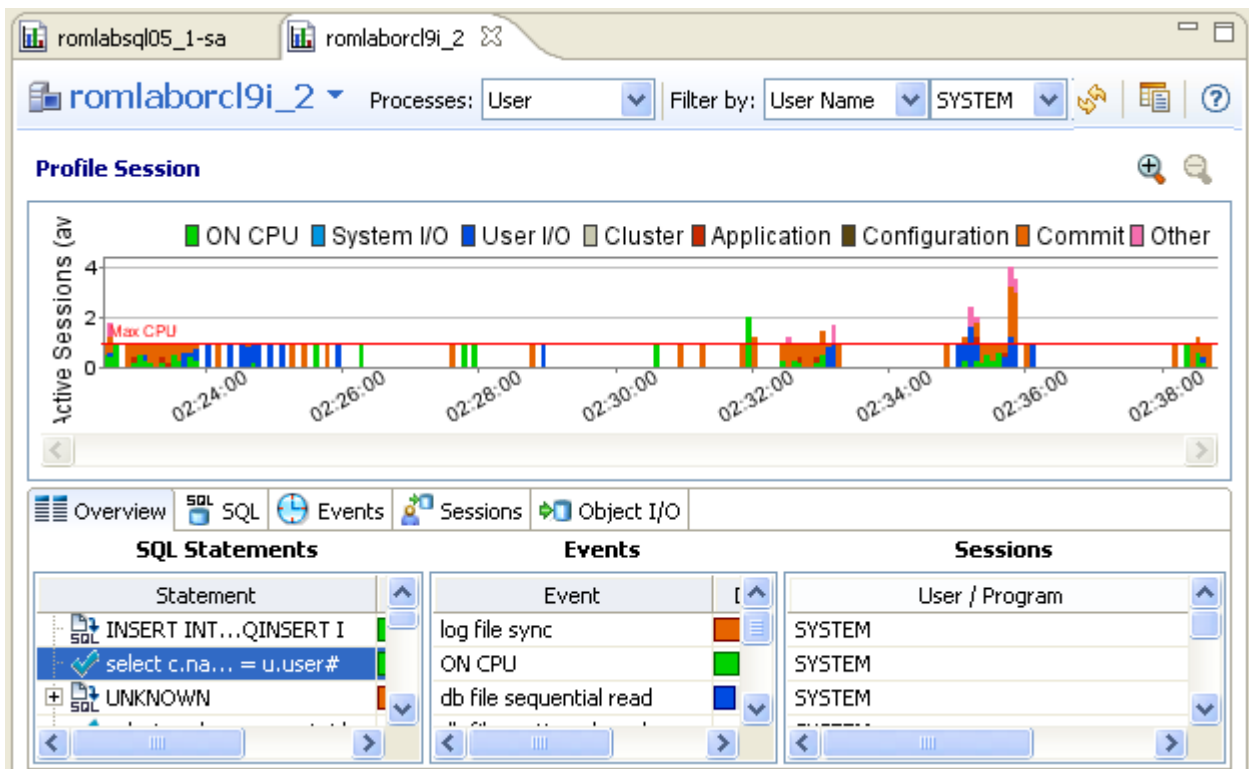 romlabsql05_1-sa romlaborcl9i_2
romlaborcl9i_2 Processes: User Filter by: User Name SYSTEM
Profile Session
Active Sessions (av
ON CPU System I/O User I/O Cluster Application Configuration Commit Other
4
2
Max CPU
0
02:24:00 02:26:00 02:28:00 02:30:00 02:32:00 02:34:00 02:36:00 02:38:00
Overview SQL Events Sessions Object I/O
SQL Statements Events Sessions
Statement Event User / Program
SQL INSERT INT...QINSERT I log file sync SYSTEM
select c.na... = u.user# ON CPU SYSTEM
SQL UNKNOWN db file sequential read SYSTEM